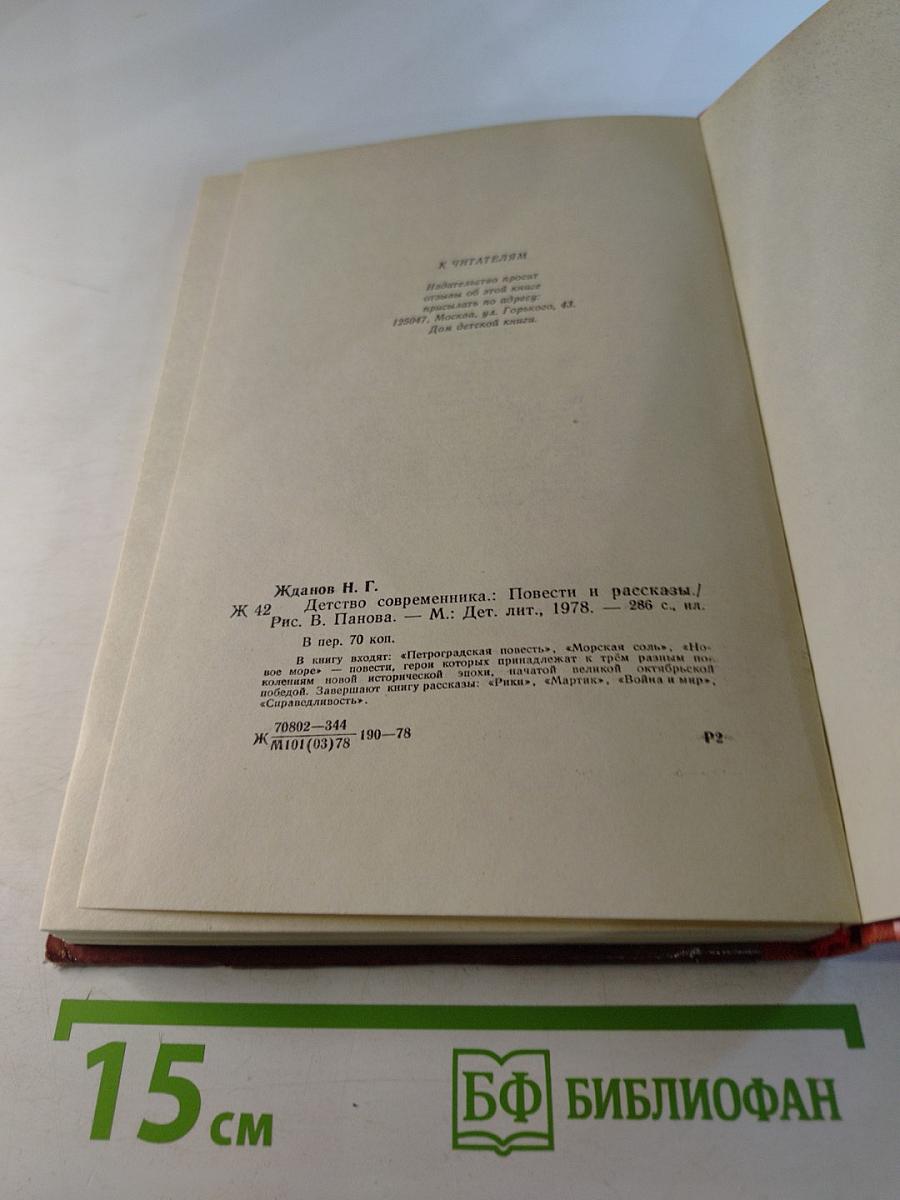 К ЧИТАТЕЛЯМ
Издательство просит
отзывы об этой книге
присылать по адресу:
125047, Москва, ул. Горького, 43.
Дом детской книги.
Жданов Н. Г.
Ж 42 Детство современника.: Повести и рассказы./
Рис. В. Панова. — М.: Дет. лит., 1978. — 286 с., ил.
В пер. 70 коп.
В книгу входят: «Петроградская повесть», «Морская соль», «Но-
вое море» — повести, герои которых принадлежат к трём разным по-
колениям новой исторической эпохи, начатой великой октябрьской
победой. Завершают книгу рассказы: «Рики», «Мартик», «Война и мир»,
«Справедливость».
70802—344
Ж М101(03)78 190—78 Р2
15 см
БФ БИБЛИОФАН